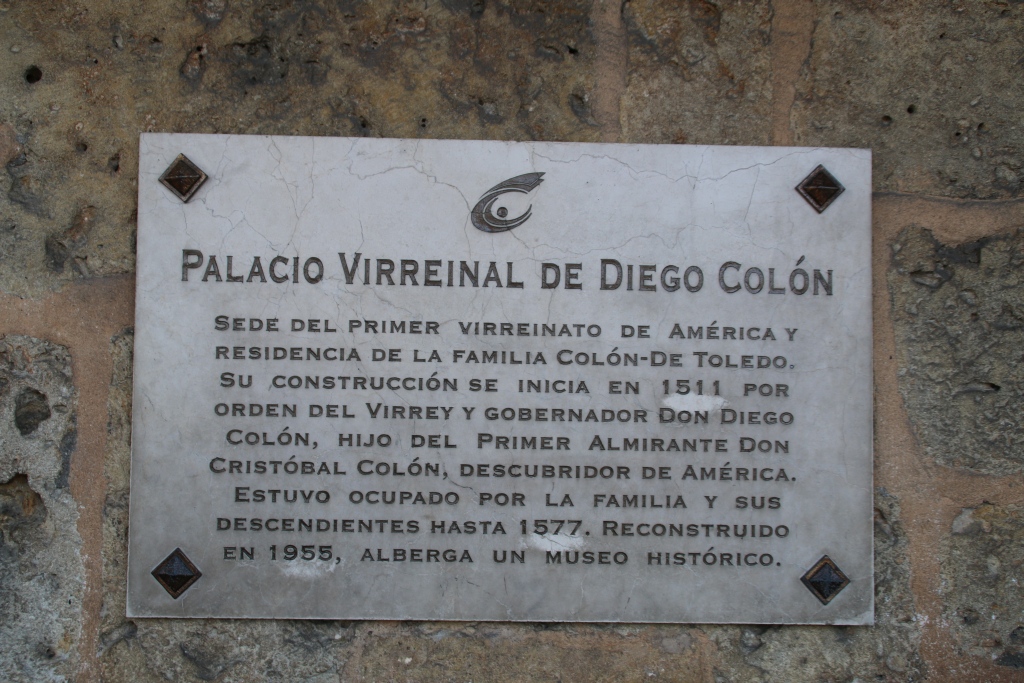 PALACIO VIRREINAL DE DIEGO COLÓN
SEDE DEL PRIMER VIRREINATO DE AMÉRICA Y
RESIDENCIA DE LA FAMILIA COLÓN-DE TOLEDO.
SU CONSTRUCCIÓN SE INICIA EN 1511 POR
ORDEN DEL VIRREY Y GOBERNADOR DON DIEGO
COLÓN, HIJO DEL PRIMER ALMIRANTE DON
CRISTÓBAL COLÓN, DESCUBRIDOR DE AMÉRICA.
ESTUVO OCUPADO POR LA FAMILIA Y SUS
DESCENDIENTES HASTA 1577. RECONSTRUIDO
EN 1955, ALBERGA UN MUSEO HISTÓRICO.